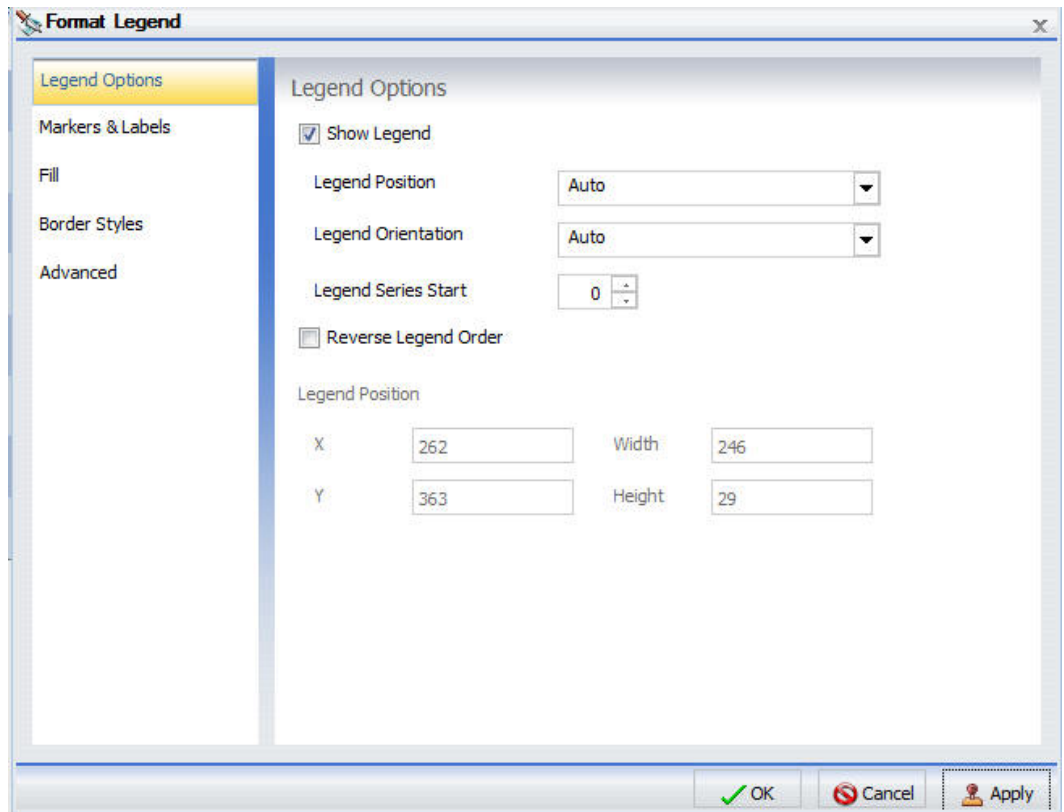 Format Legend
Legend Options
Markers & Labels
Fill
Border Styles
Advanced
Legend Options
Show Legend
Legend Position Auto
Legend Orientation Auto
Legend Series Start 0
Reverse Legend Order
Legend Position
X 262 Width 246
Y 363 Height 29
OK Cancel Apply